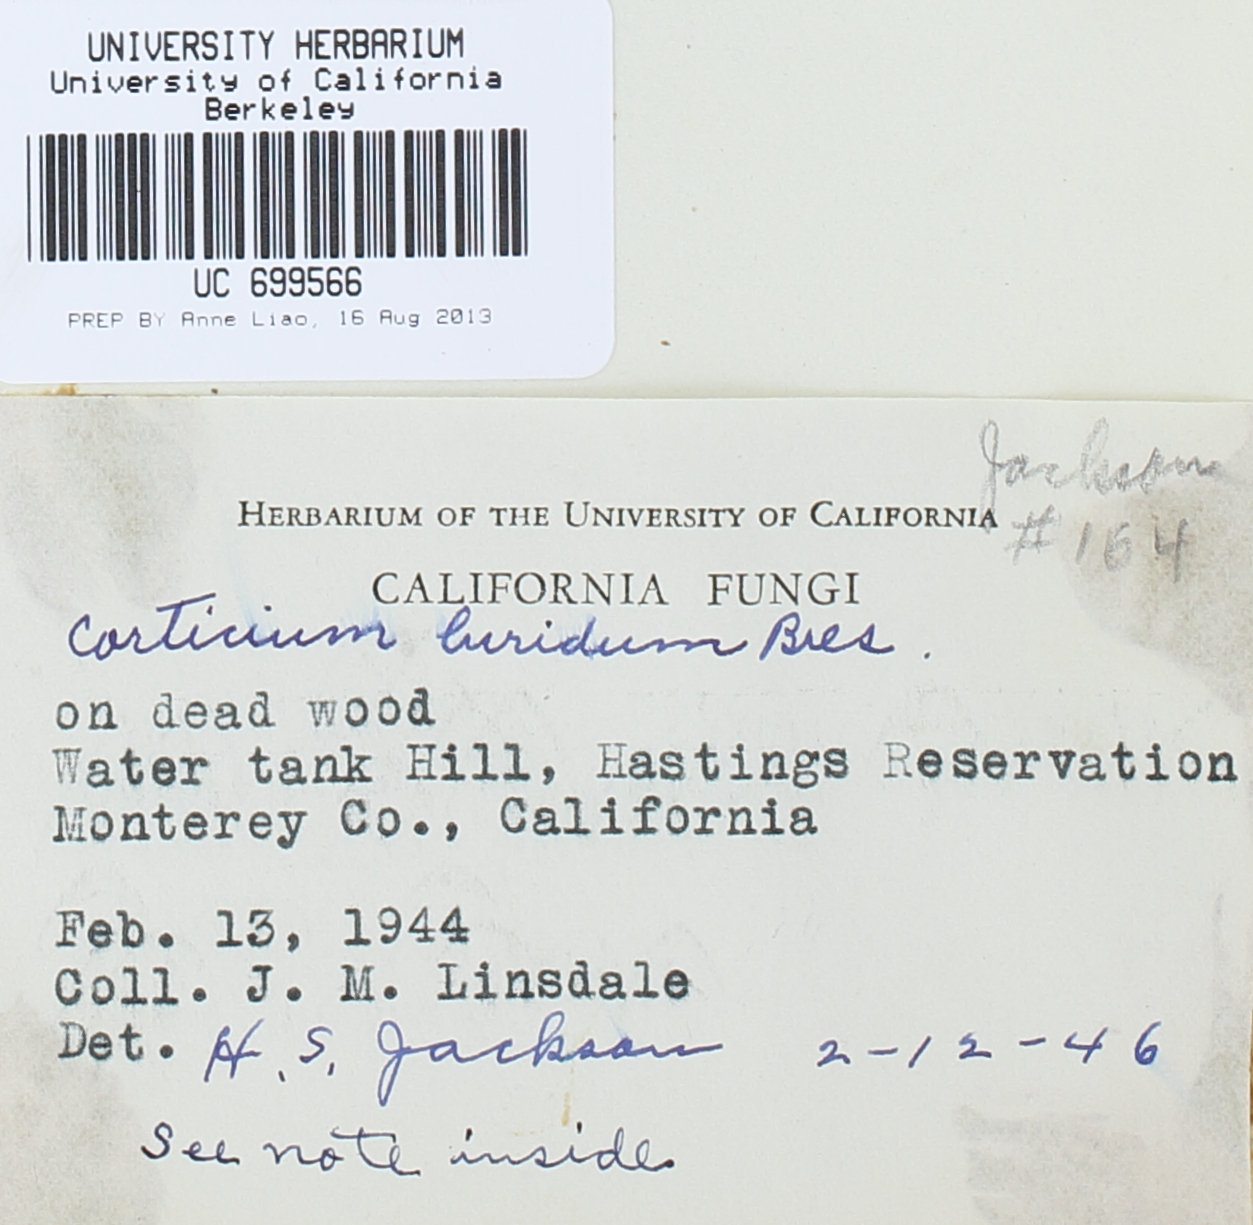 UNIVERSITY HERBARIUM
University of California
Berkeley
UC 699566
PREP BY Anne Liao, 16 Aug 2013
Jackson
#164
HERBARIUM OF THE UNIVERSITY OF CALIFORNIA
CALIFORNIA FUNGI
Corticium luridum Bres.
on dead wood
Water tank Hill, Hastings Reservation
Monterey Co., California
Feb. 13, 1944
Coll. J. M. Linsdale
Det. H. S. Jackson 2-12-46
See note inside.